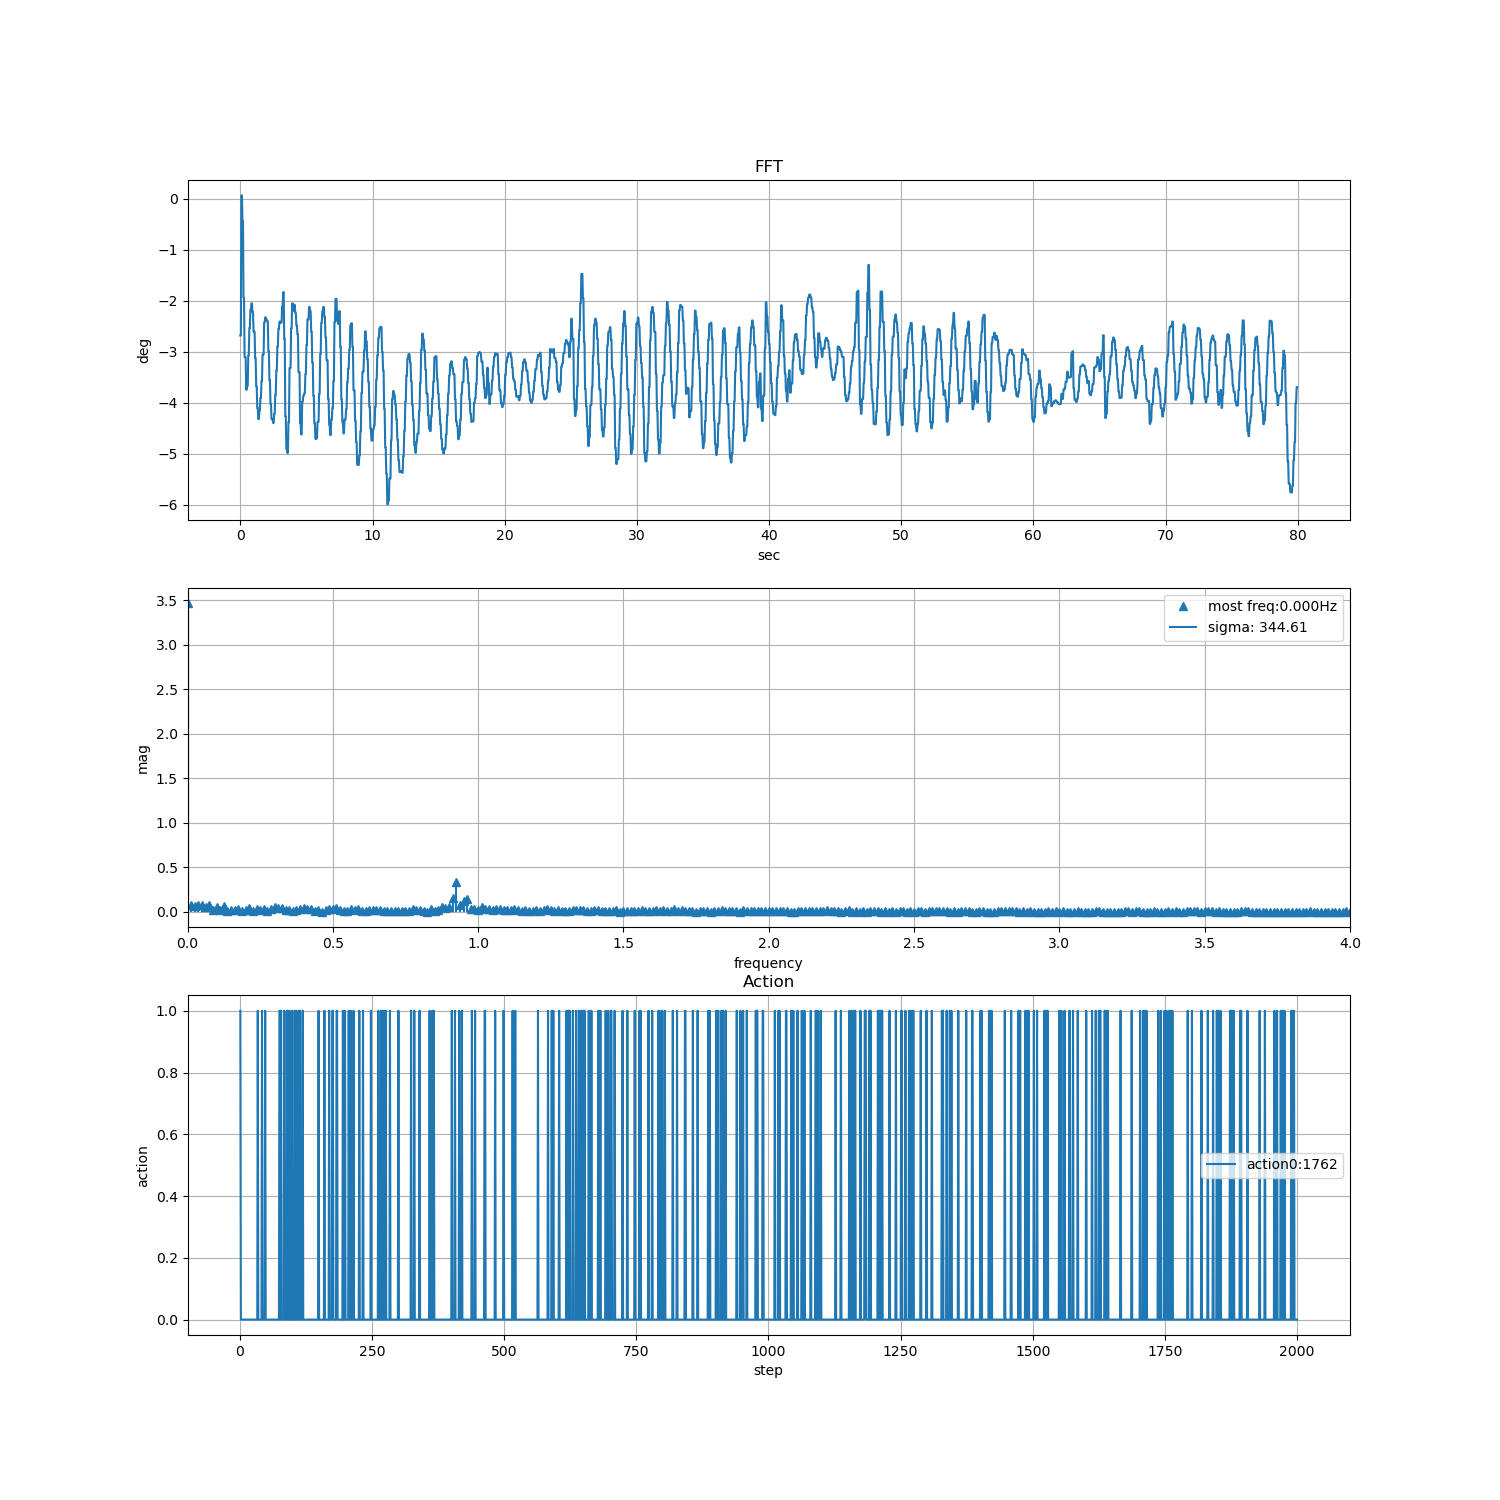 FFT
0
−1
−2
−3
−4
−5
−6
deg
0 10 20 30 40 50 60 70 80
sec
3.5
3.0
2.5
2.0
1.5
1.0
0.5
0.0
mag
most freq:0.000Hz
sigma: 344.61
0.0 0.5 1.0 1.5 2.0 2.5 3.0 3.5 4.0
frequency
Action
1.0
0.8
0.6
0.4
0.2
0.0
action
action0:1762
0 250 500 750 1000 1250 1500 1750 2000
step